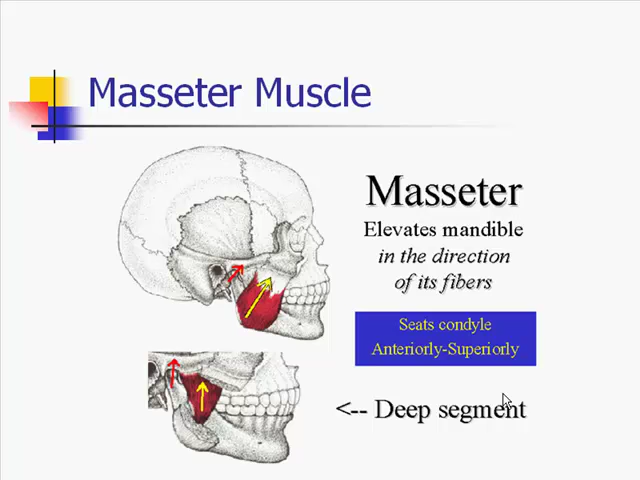 Masseter Muscle
Masseter
Elevates mandible
in the direction
of its fibers
Seats condyle
Anteriorly-Superiorly
<-- Deep segment